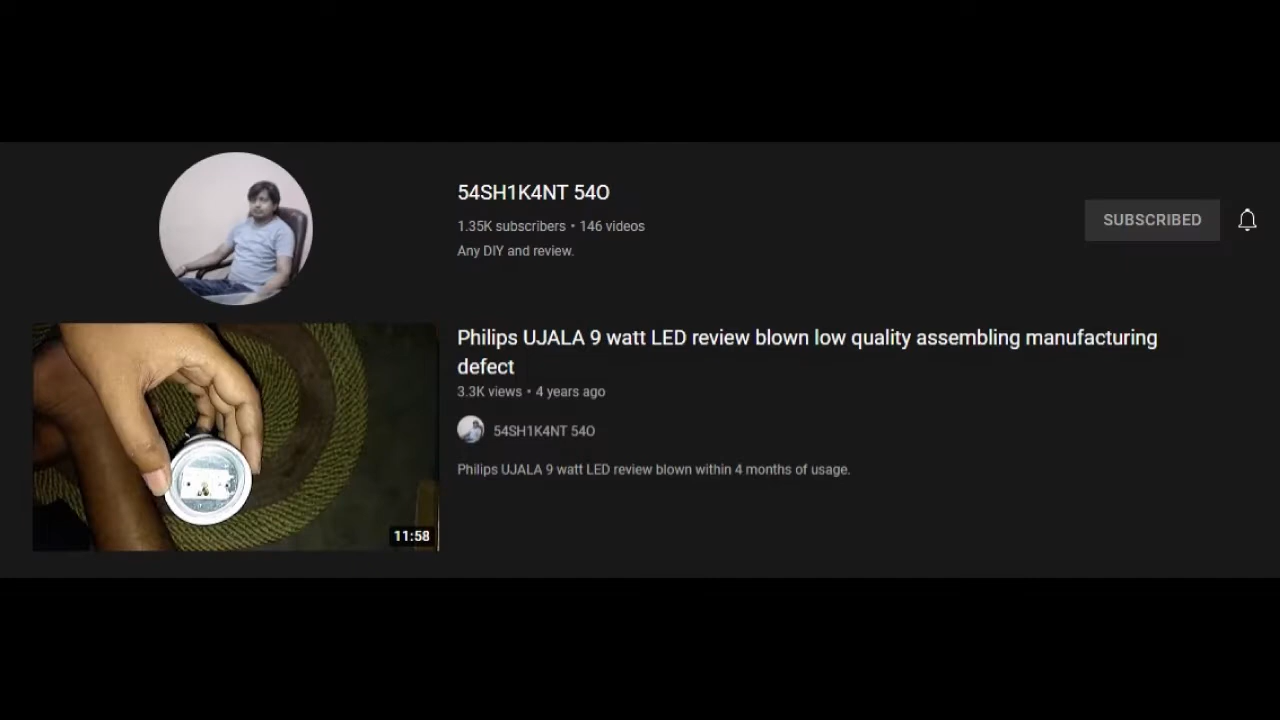 54SH1K4NT 54O
1.35K subscribers • 146 videos
Any DIY and review.
SUBSCRIBED
Philips UJALA 9 watt LED review blown low quality assembling manufacturing
defect
3.3K views • 4 years ago
54SH1K4NT 54O
Philips UJALA 9 watt LED review blown within 4 months of usage.
11:58